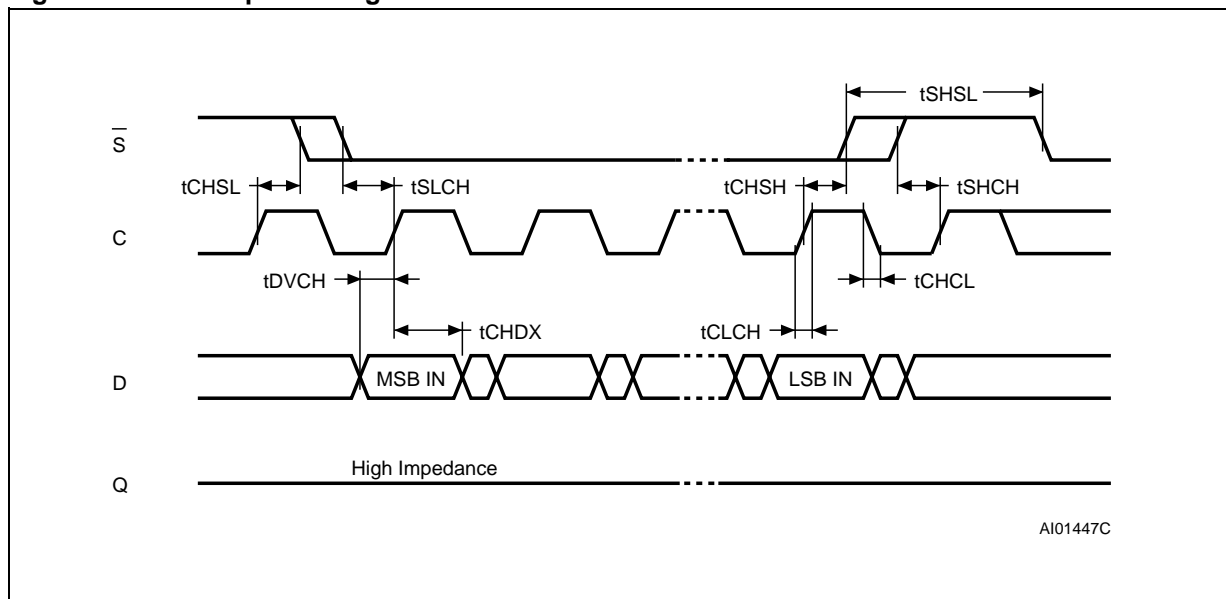 tSHSL
S
tCHSL
tSLCH
tCHSH
tSHCH
C
tDVCH
tCHCL
tCHDX
tCLCH
D
MSB IN
LSB IN
High Impedance
Q
AI01447C